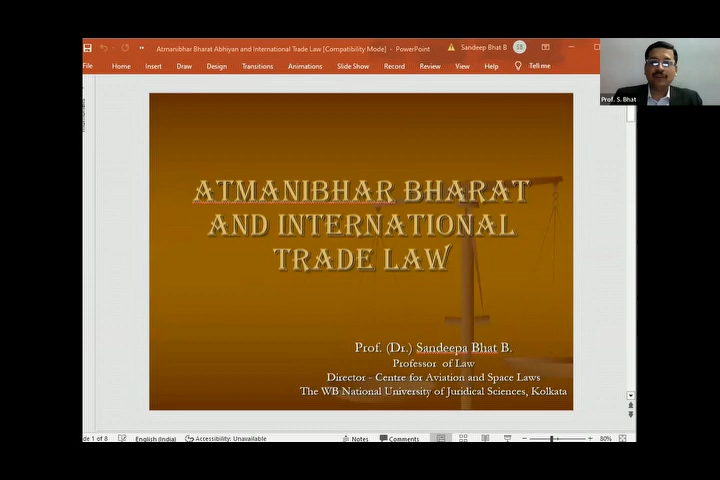 Atmanibhar Bharat Abhiyan and International Trade Law [Compatibility Mode] - PowerPoint
Sandeep Bhat B
SB
File Home Insert Draw Design Transitions Animations Slide Show Record Review View Help Tell me
Prof. S. Bhat
ATMANIBHAR BHARAT
AND INTERNATIONAL
TRADE LAW
Prof. (Dr.) Sandeepa Bhat B.
Professor of Law
Director - Centre for Aviation and Space Laws
The WB National University of Juridical Sciences, Kolkata
de 1 of 8 English (India) Accessibility: Unavailable Notes Comments 80%